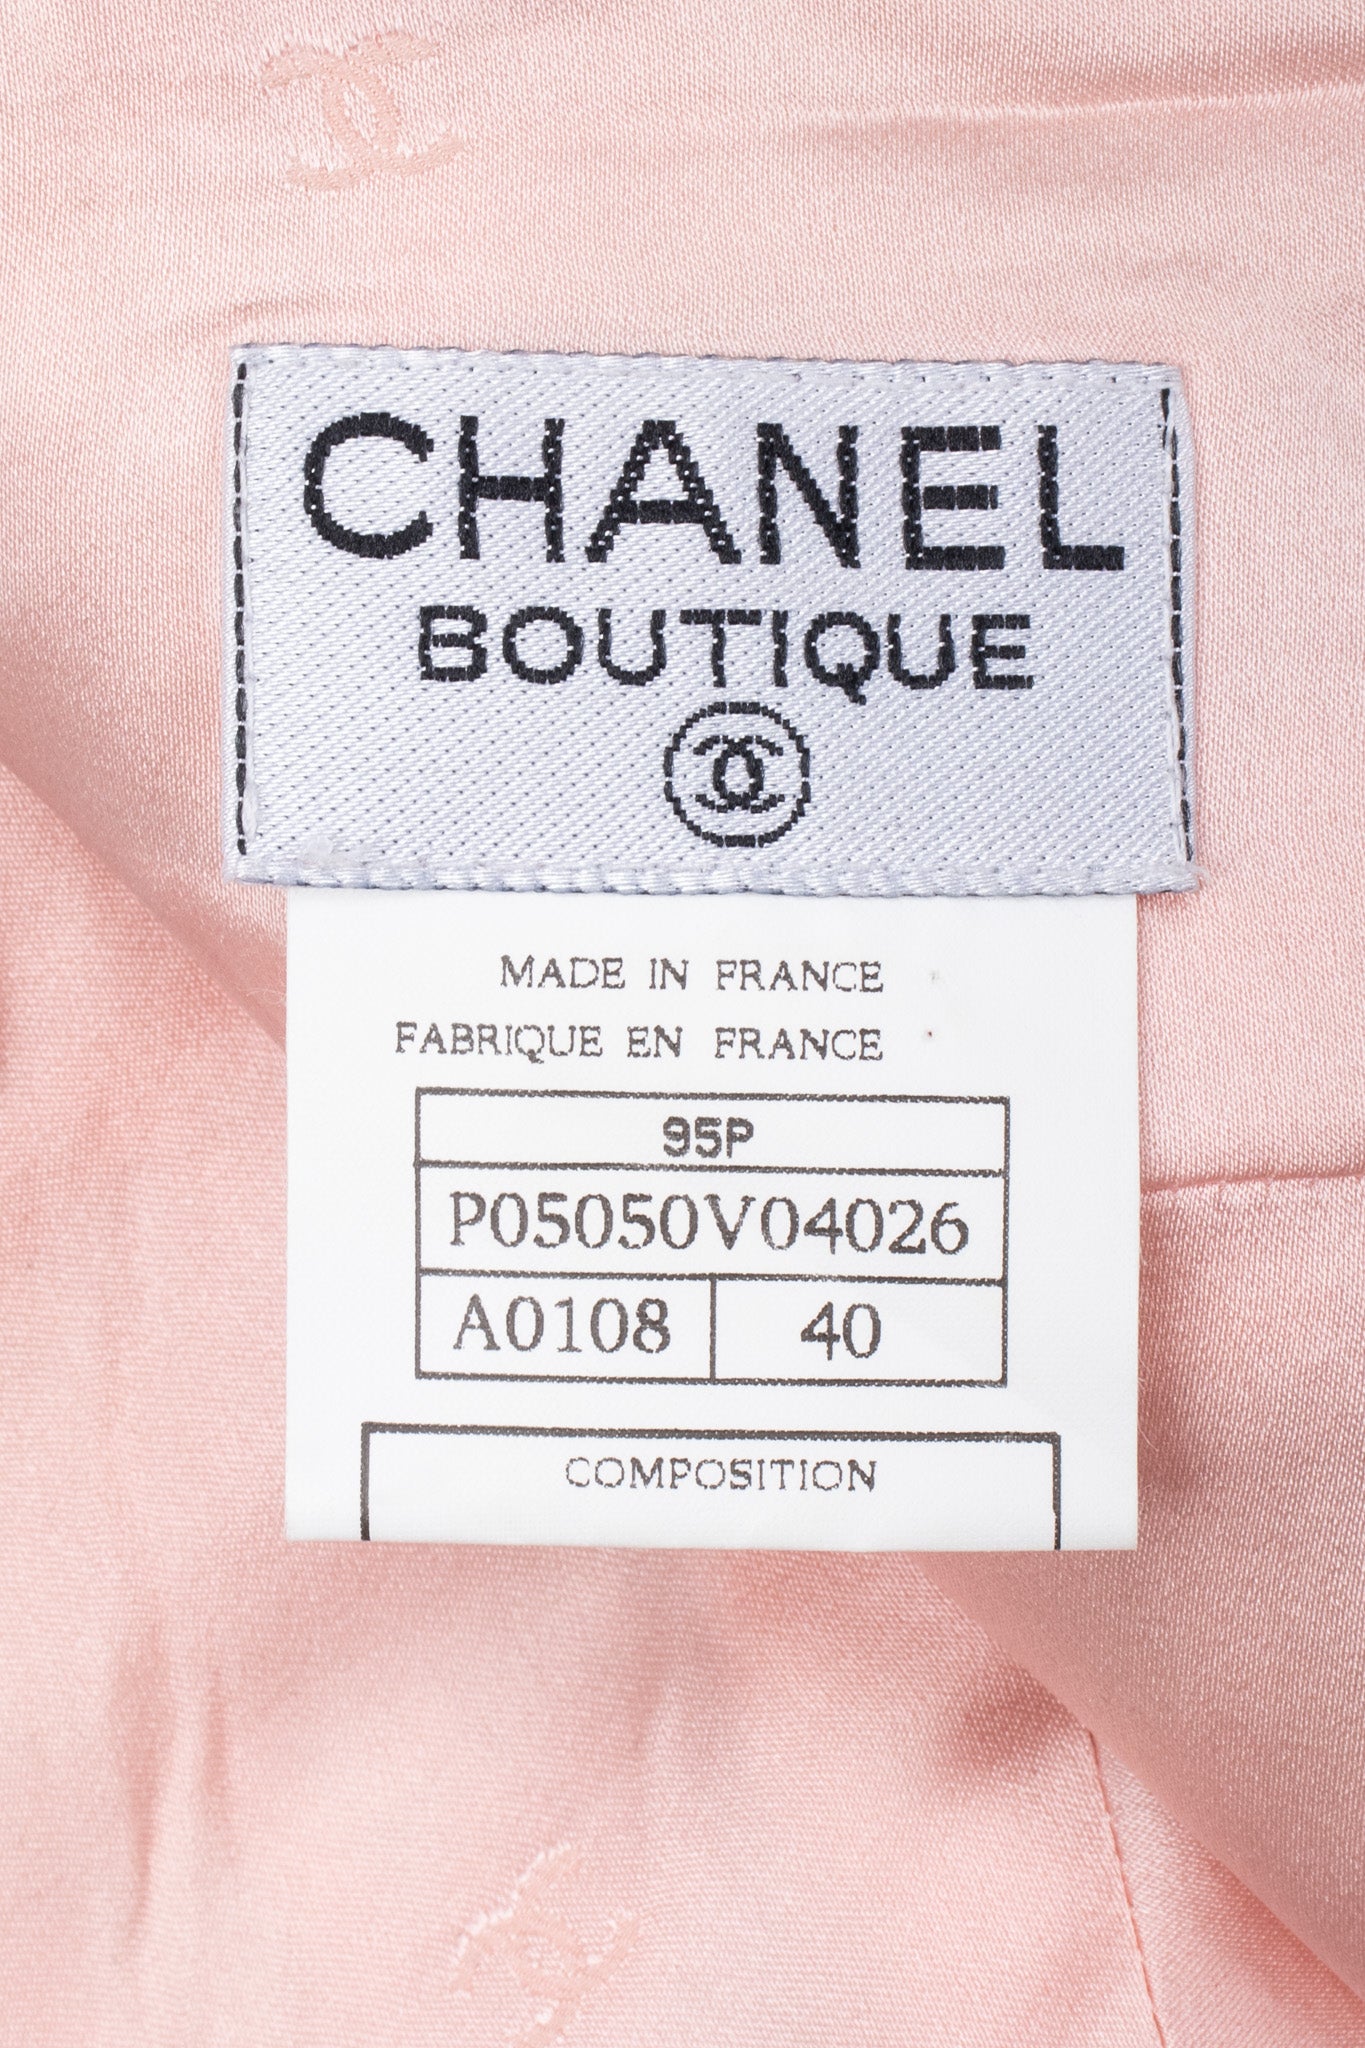 CHANEL
BOUTIQUE
MADE IN FRANCE
FABRIQUE EN FRANCE
95P
P05050V04026
A0108 40
COMPOSITION